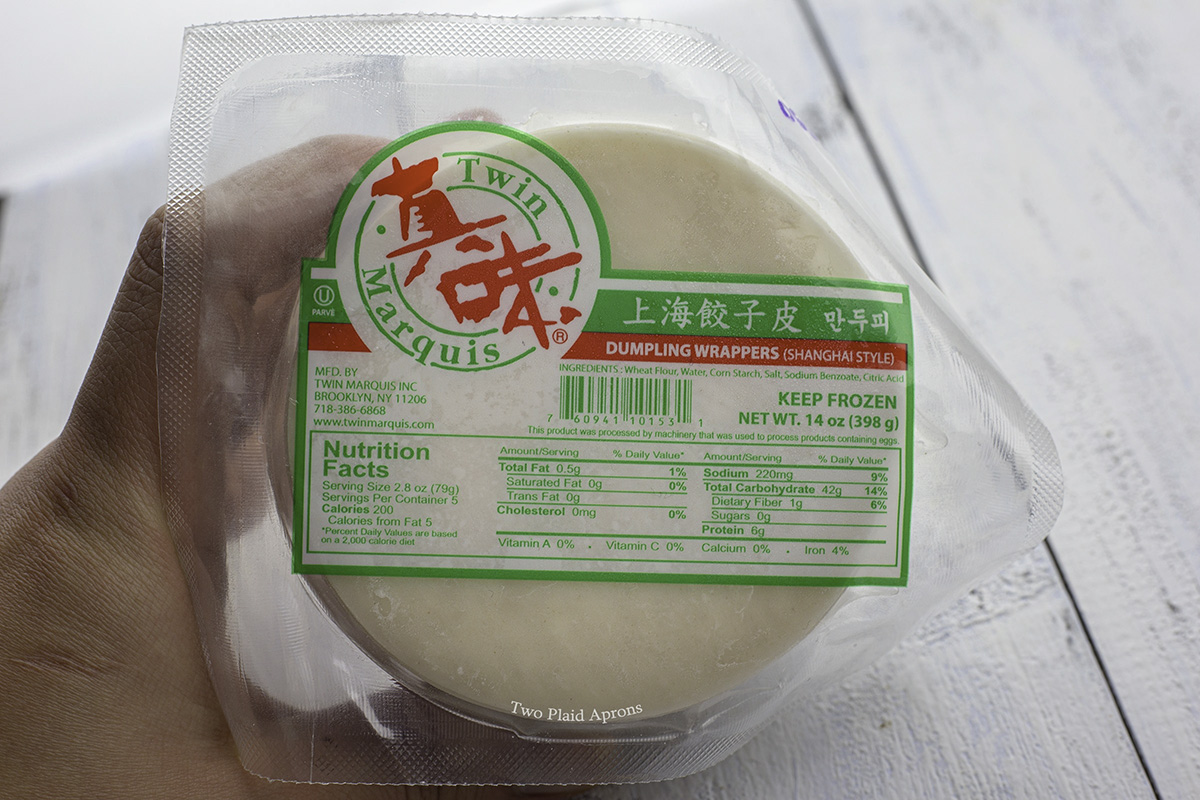 Twin
真誠
Marquis
®
U
PARVÉ
上海餃子皮 만두피
DUMPLING WRAPPERS (SHANGHAI STYLE)
MFD. BY
TWIN MARQUIS INC
BROOKLYN, NY 11206
718-386-6868
www.twinmarquis.com
INGREDIENTS : Wheat Flour, Water, Corn Starch, Salt, Sodium Benzoate, Citric Acid
7 60941 10153 1
KEEP FROZEN
NET WT. 14 oz (398 g)
This product was processed by machinery that was used to process products containing eggs.
Nutrition
Facts
Serving Size 2.8 oz (79g)
Servings Per Container 5
Calories 200
Calories from Fat 5
*Percent Daily Values are based
on a 2,000 calorie diet
Amount/Serving % Daily Value*
Total Fat 0.5g 1%
Saturated Fat 0g 0%
Trans Fat 0g
Cholesterol 0mg 0%
Amount/Serving % Daily Value*
Sodium 220mg 9%
Total Carbohydrate 42g 14%
Dietary Fiber 1g 6%
Sugars 0g
Protein 6g
Vitamin A 0% . Vitamin C 0% Calcium 0% . Iron 4%
Two Plaid Aprons